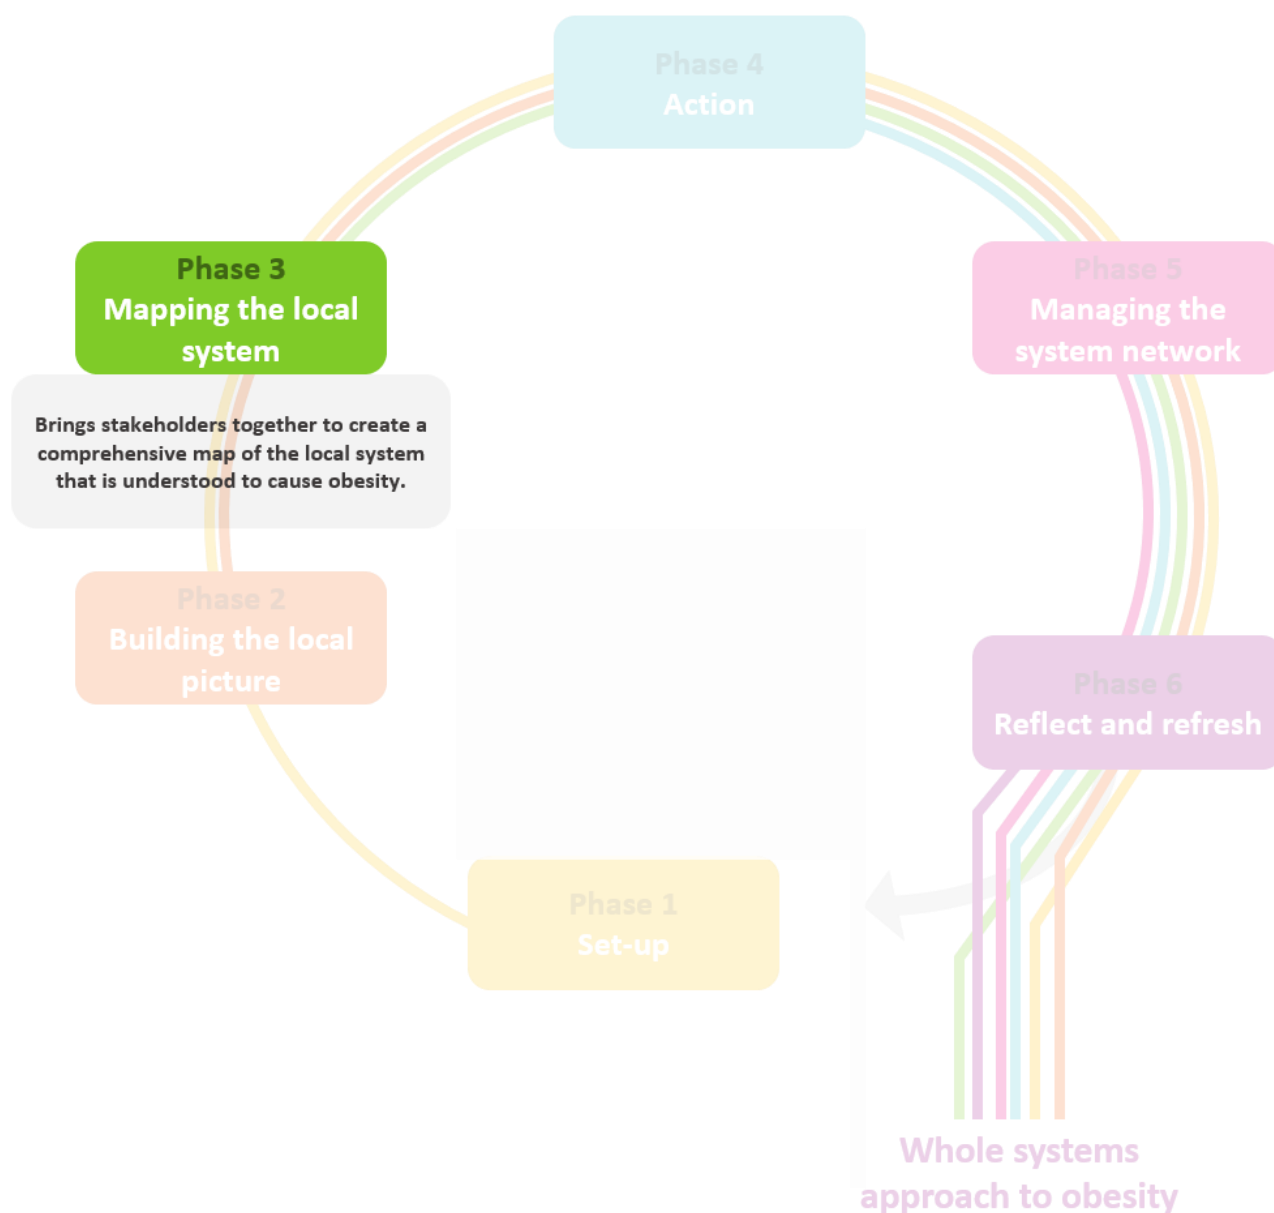 Phase 4
Action
Phase 3
Mapping the local
system
Brings stakeholders together to create a
comprehensive map of the local system
that is understood to cause obesity.
Phase 2
Building the local
picture
Phase 1
Set-up
Phase 5
Managing the
system network
Phase 6
Reflect and refresh
Whole systems
approach to obesity